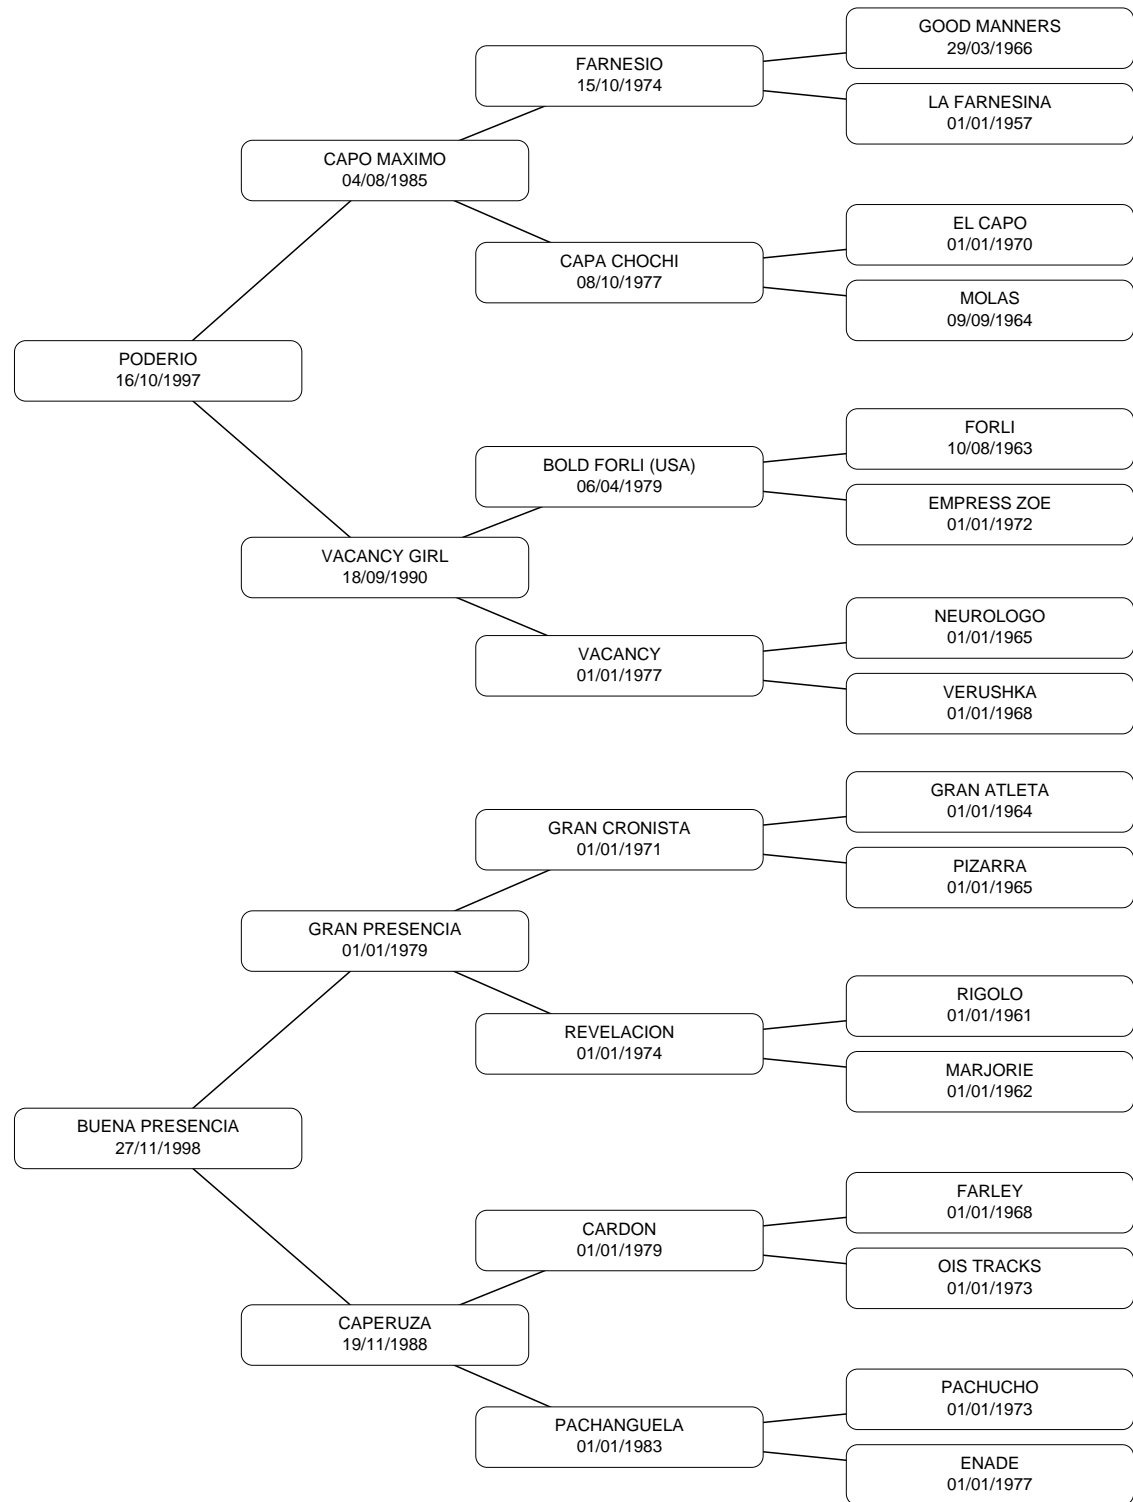 GOOD MANNERS
29/03/1966
FARNESIO
15/10/1974
LA FARNESINA
01/01/1957
CAPO MAXIMO
04/08/1985
EL CAPO
01/01/1970
CAPA CHOCHI
08/10/1977
MOLAS
09/09/1964
PODERIO
16/10/1997
FORLI
10/08/1963
BOLD FORLI (USA)
06/04/1979
EMPRESS ZOE
01/01/1972
VACANCY GIRL
18/09/1990
NEUROLOGO
01/01/1965
VACANCY
01/01/1977
VERUSHKA
01/01/1968
GRAN ATLETA
01/01/1964
GRAN CRONISTA
01/01/1971
PIZARRA
01/01/1965
GRAN PRESENCIA
01/01/1979
RIGOLO
01/01/1961
REVELACION
01/01/1974
MARJORIE
01/01/1962
BUENA PRESENCIA
27/11/1998
FARLEY
01/01/1968
CARDON
01/01/1979
OIS TRACKS
01/01/1973
CAPERUZA
19/11/1988
PACHUCHO
01/01/1973
PACHANGUELA
01/01/1983
ENADE
01/01/1977